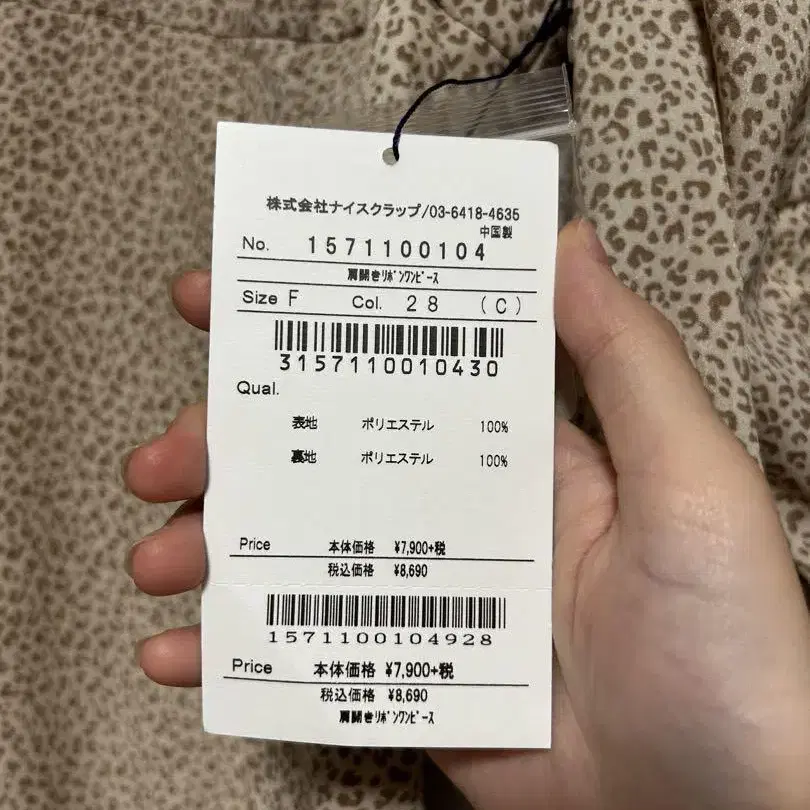 株式会社ナイスクラップ/03-6418-4635
中国製
No. 1571100104
肩開きﾘﾎﾞﾝﾜﾝﾋﾟｰｽ
Size F Col. 28 (C)
3157110010430
Qual.
表地 ポリエステル 100%
裏地 ポリエステル 100%
Price 本体価格 ¥7,900+税
税込価格 ¥8,690
1571100104928
Price 本体価格 ¥7,900+税
税込価格 ¥8,690
肩開きﾘﾎﾞﾝﾜﾝﾋﾟｰｽ